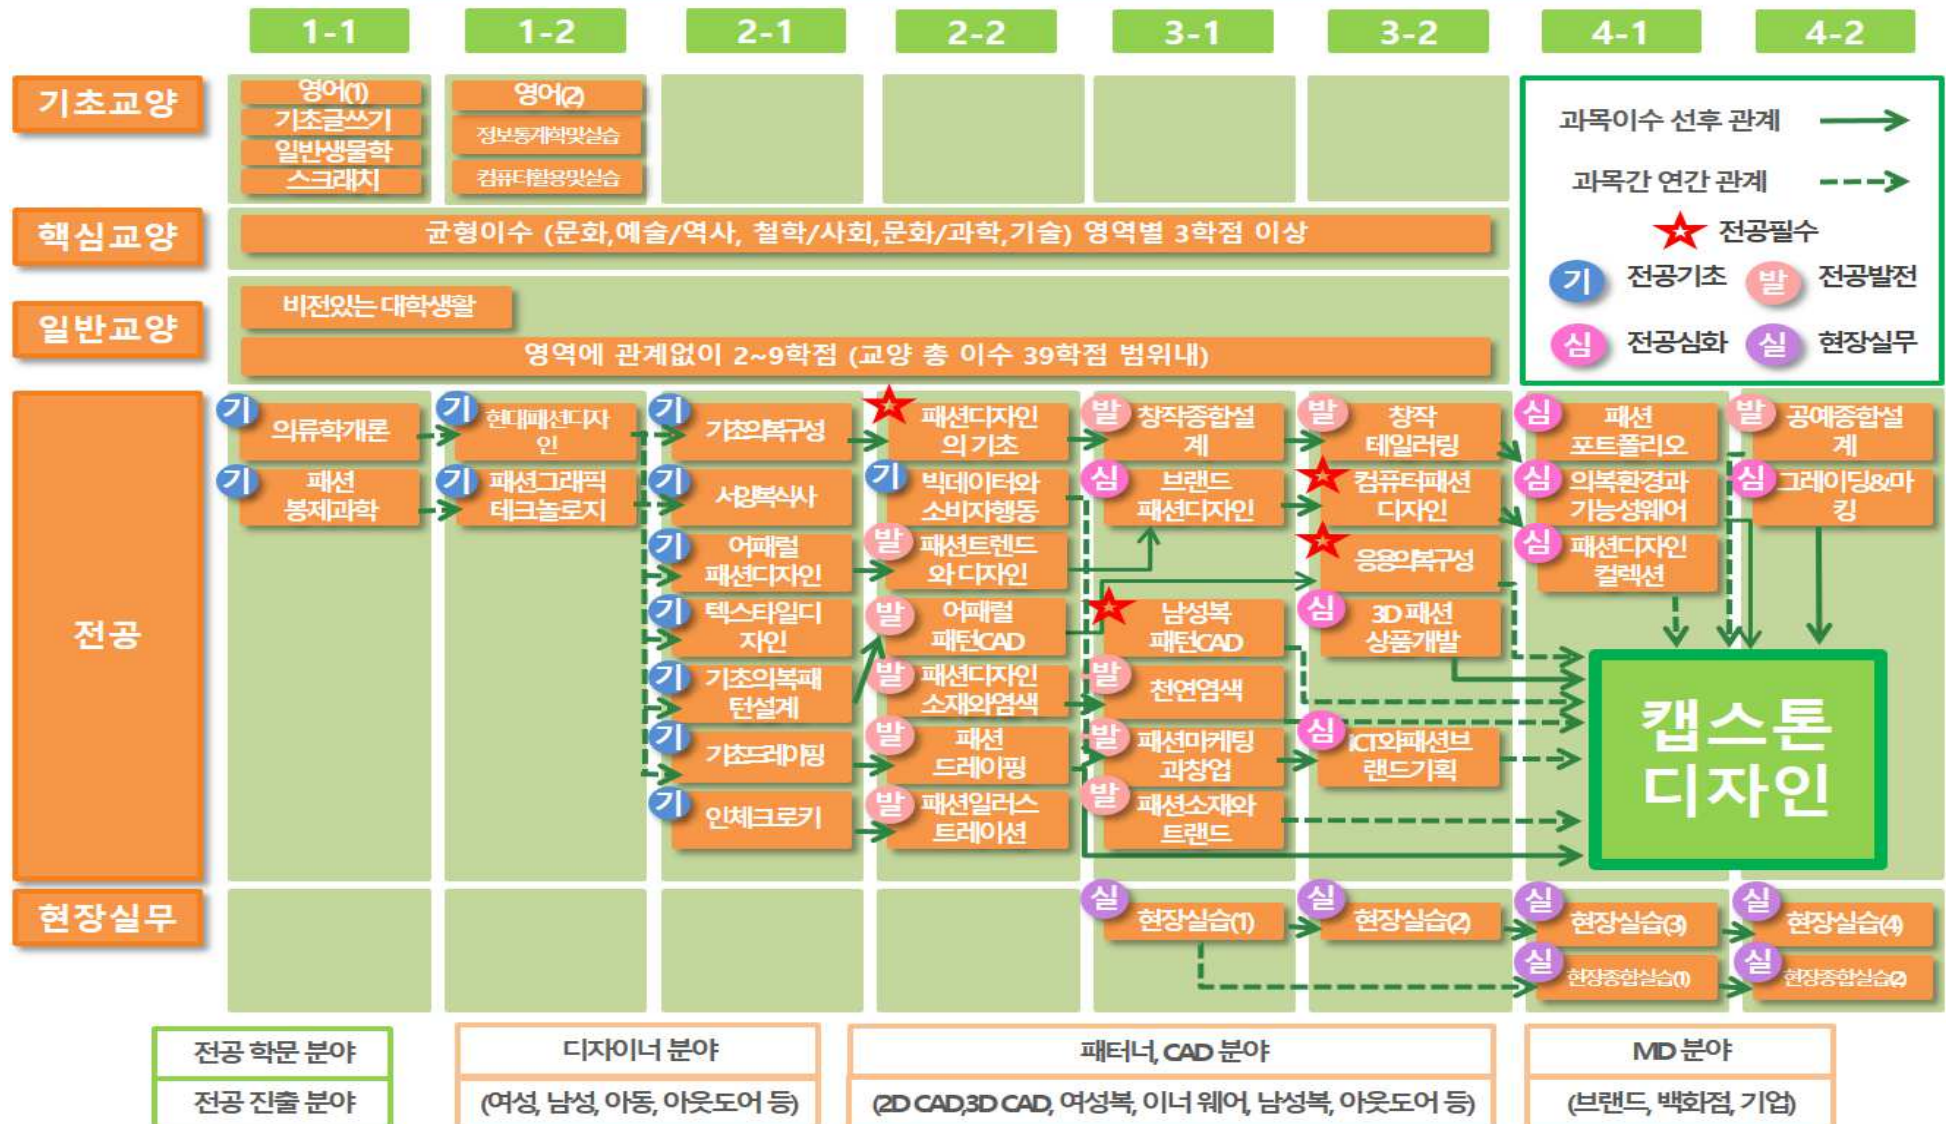 1-1
1-2
2-1
2-2
3-1
3-2
4-1
4-2
기초교양
영어(1)
기초글쓰기
일반생물학
스크래치
영어(2)
정보통계학및실습
컴퓨터활용및실습
과목이수 선후 관계
과목간 연간 관계
전공필수
기 전공기초
발 전공발전
심 전공심화
실 현장실무
핵심교양
균형이수 (문화,예술/역사, 철학/사회,문화/과학,기술) 영역별 3학점 이상
일반교양
비전있는 대학생활
영역에 관계없이 2~9학점 (교양 총 이수 39학점 범위내)
전공
기
의류학개론
기
패션
봉제과학
기
현대패션디자
인
기
패션그래픽
테크놀로지
기
기초의복구성
기
서양복식사
기
어패럴
패션디자인
기
텍스타일디
자인
기
기초의복패
턴설계
기
기초드레이핑
기
인체크로키
패션디자인
의 기초
기
빅데이터와
소비자행동
발
패션트렌드
와 디자인
발
어패럴
패턴CAD
발
패션디자인
소재와염색
발
패션
드레이핑
발
패션일러스
트레이션
발
창작종합설
계
심
브랜드
패션디자인
남성복
패턴CAD
발
천연염색
발
패션마케팅
과창업
발
패션소재와
트랜드
발
창작
테일러링
컴퓨터패션
디자인
응용의복구성
심
3D 패션
상품개발
심
ICT와패션브
랜드기획
심
패션
포트폴리오
심
의복환경과
기능성웨어
심
패션디자인
컬렉션
발
공예종합설
계
심
그레이딩&마
킹
캡스톤
디자인
현장실무
실
현장실습(1)
실
현장실습(2)
실
현장실습(3)
실
현장실습(4)
실
현장종합실습(1)
실
현장종합실습(2)
전공 학문 분야
디자이너 분야
패터너, CAD 분야
MD 분야
전공 진출 분야
(여성, 남성, 아동, 아웃도어 등)
(2D CAD,3D CAD, 여성복, 이너 웨어, 남성복, 아웃도어 등)
(브랜드, 백화점, 기업)